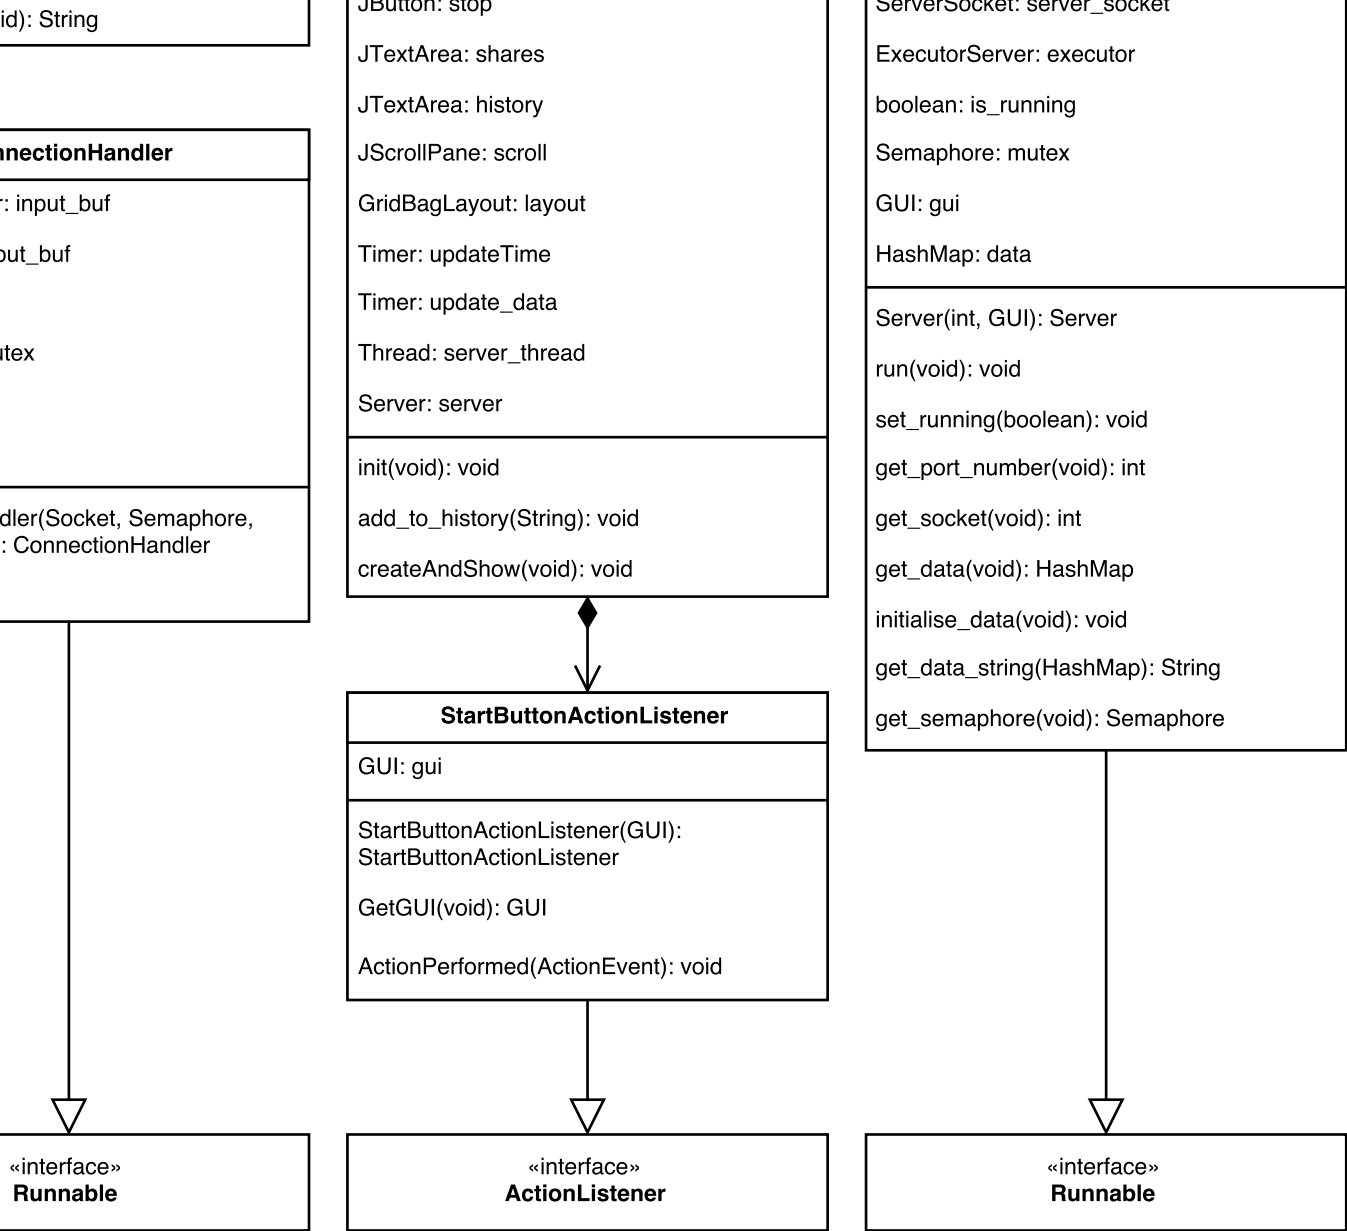 id): String
nnectionHandler
r: input_buf
put_buf
utex
dler(Socket, Semaphore,
: ConnectionHandler
«interface»
Runnable
JButton: stop
JTextArea: shares
JTextArea: history
JScrollPane: scroll
GridBagLayout: layout
Timer: updateTime
Timer: update_data
Thread: server_thread
Server: server
init(void): void
add_to_history(String): void
createAndShow(void): void
StartButtonActionListener
GUI: gui
StartButtonActionListener(GUI):
StartButtonActionListener
GetGUI(void): GUI
ActionPerformed(ActionEvent): void
«interface»
ActionListener
ServerSocket: server_socket
ExecutorServer: executor
boolean: is_running
Semaphore: mutex
GUI: gui
HashMap: data
Server(int, GUI): Server
run(void): void
set_running(boolean): void
get_port_number(void): int
get_socket(void): int
get_data(void): HashMap
initialise_data(void): void
get_data_string(HashMap): String
get_semaphore(void): Semaphore
«interface»
Runnable